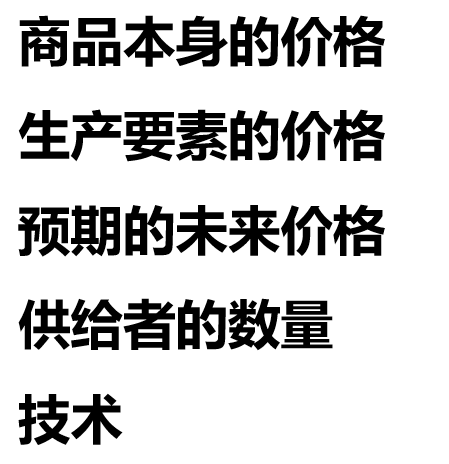 商品本身的价格
生产要素的价格
预期的未来价格
供给者的数量
技术